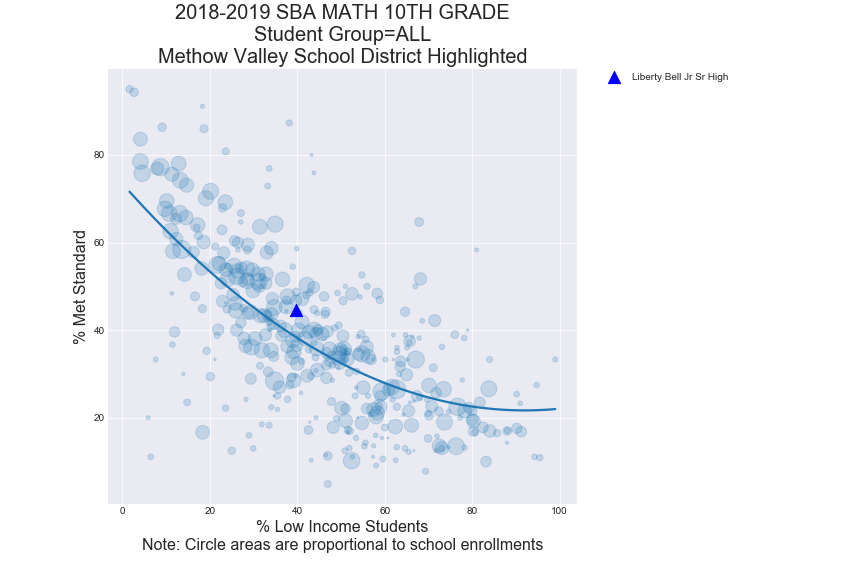 2018-2019 SBA MATH 10TH GRADE
Student Group=ALL
Methow Valley School District Highlighted
Liberty Bell Jr Sr High
% Met Standard
80
60
40
20
0 20 40 60 80 100
% Low Income Students
Note: Circle areas are proportional to school enrollments